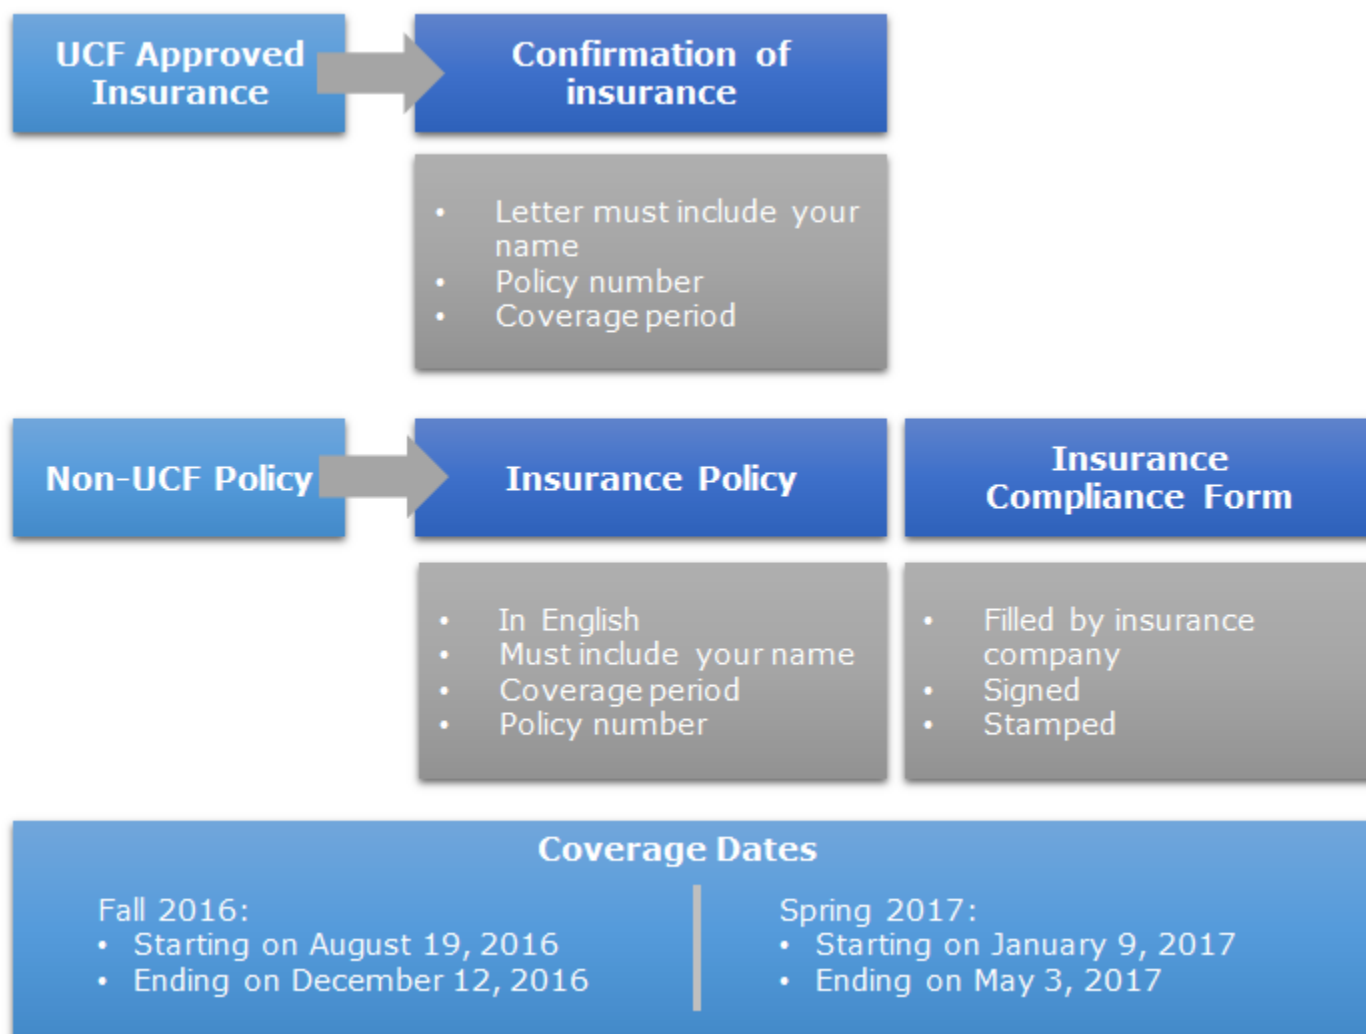 UCF Approved
Insurance
Confirmation of
insurance
• Letter must include your
name
• Policy number
• Coverage period
Non-UCF Policy
Insurance Policy
Insurance
Compliance Form
• In English
• Must include your name
• Coverage period
• Policy number
• Filled by insurance
company
• Signed
• Stamped
Coverage Dates
Fall 2016:
• Starting on August 19, 2016
• Ending on December 12, 2016
Spring 2017:
• Starting on January 9, 2017
• Ending on May 3, 2017